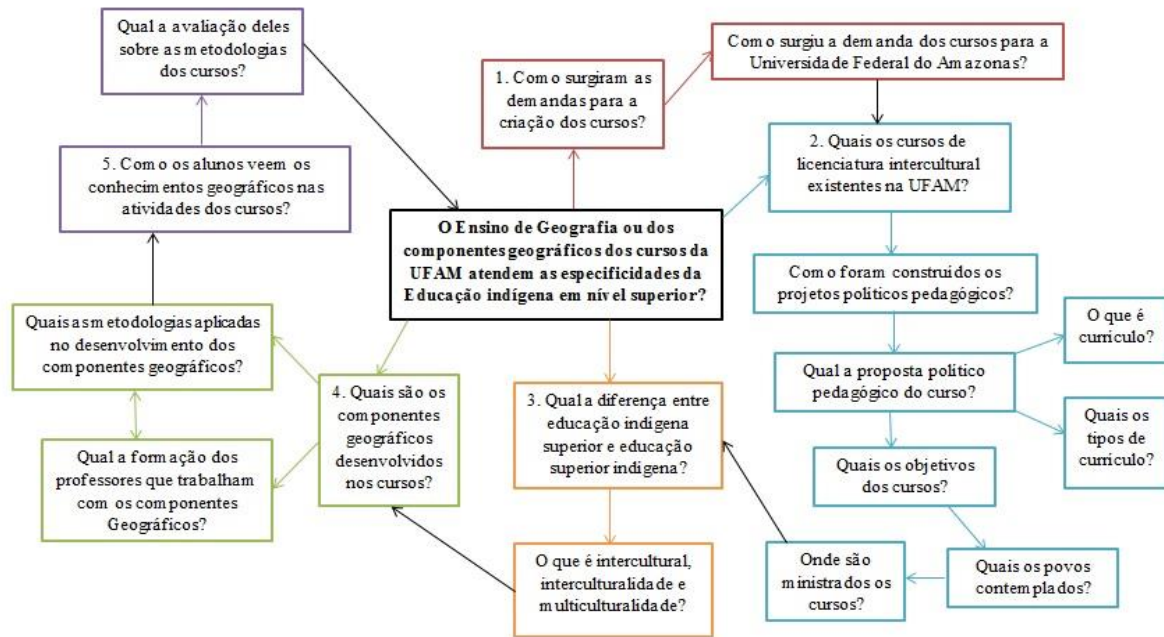 Qual a avaliação deles
sobre as metodologias
dos cursos?
5. Como os alunos veem os
conhecimentos geográficos nas
atividades dos cursos?
1. Como surgiram as
demandas para a
criação dos cursos?
Como surgiu a demanda dos cursos para a
Universidade Federal do Amazonas?
2. Quais os cursos de
licenciatura intercultural
existentes na UFAM?
O Ensino de Geografia ou dos
componentes geográficos dos cursos da
UFAM atendem as especificidades da
Educação indígena em nível superior?
Como foram construídos os
projetos políticos pedagógicos?
O que é
currículo?
Qual a proposta político
pedagógico do curso?
Quais os
tipos de
currículo?
Quais os objetivos
dos cursos?
Quais os povos
contemplados?
Onde são
ministrados os
cursos?
3. Qual a diferença entre
educação indígena
superior e educação
superior indígena?
O que é intercultural,
interculturalidade e
multiculturalidade?
4. Quais são os
componentes
geográficos
desenvolvidos
nos cursos?
Quais as metodologias aplicadas
no desenvolvimento dos
componentes geográficos?
Qual a formação dos
professores que trabalham
com os componentes
Geográficos?